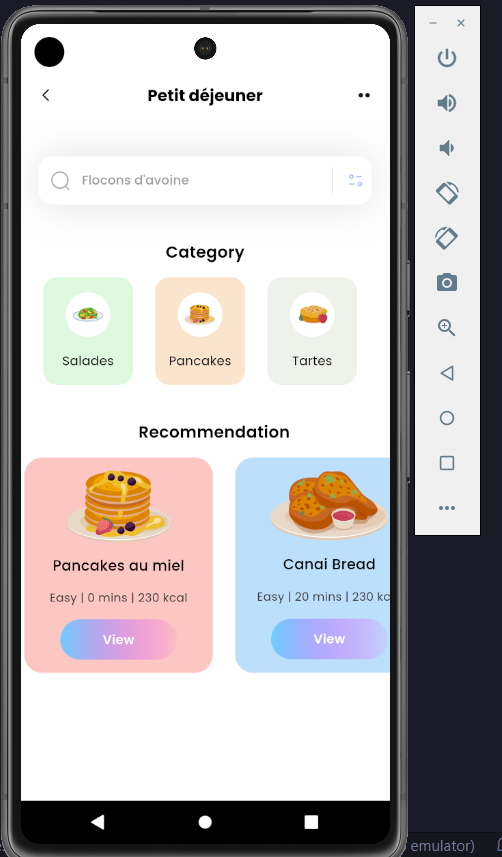 Petit déjeuner
Flocons d'avoine
Category
Salades
Pancakes
Tartes
Recommendation
Pancakes au miel
Easy | 0 mins | 230 kcal
View
Canai Bread
Easy | 20 mins | 230 kc
View
emulator)